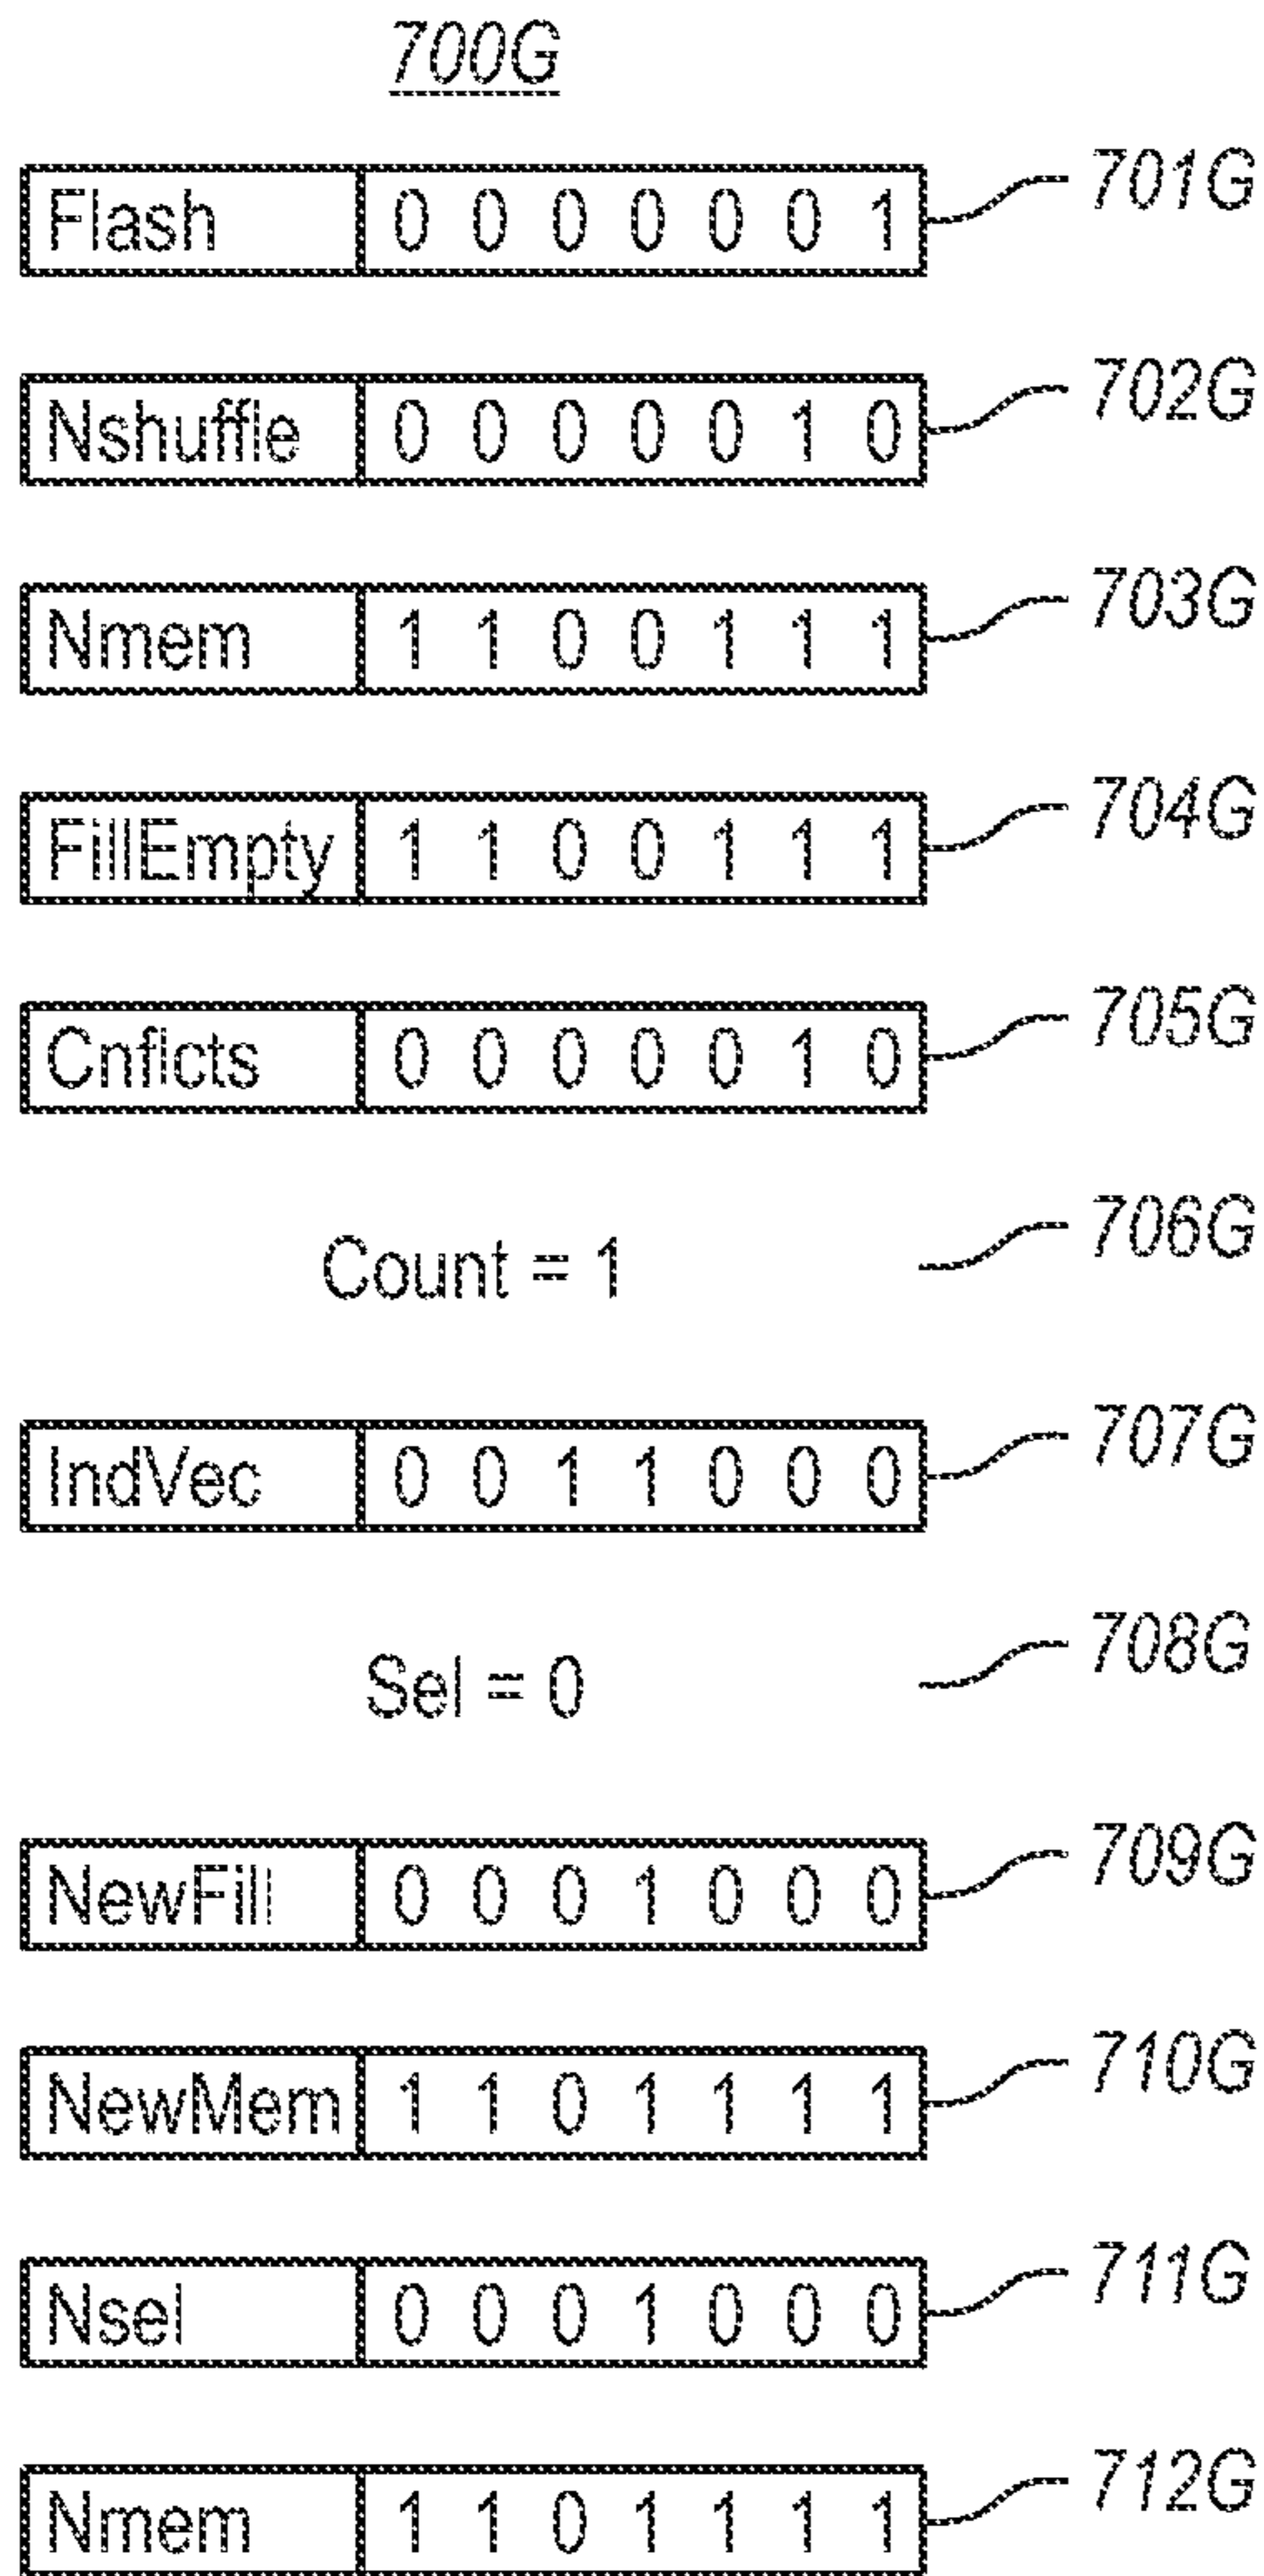 700G
Flash 0 0 0 0 0 0 1 701G
Nshuffle 0 0 0 0 0 1 0 702G
Nmem 1 1 0 0 1 1 1 703G
FillEmpty 1 1 0 0 1 1 1 704G
Cnflcts 0 0 0 0 0 1 0 705G
Count = 1 706G
IndVec 0 0 1 1 0 0 0 707G
Sel = 0 708G
NewFill 0 0 0 1 0 0 0 709G
NewMem 1 1 0 1 1 1 1 710G
Nsel 0 0 0 1 0 0 0 711G
Nmem 1 1 0 1 1 1 1 712G